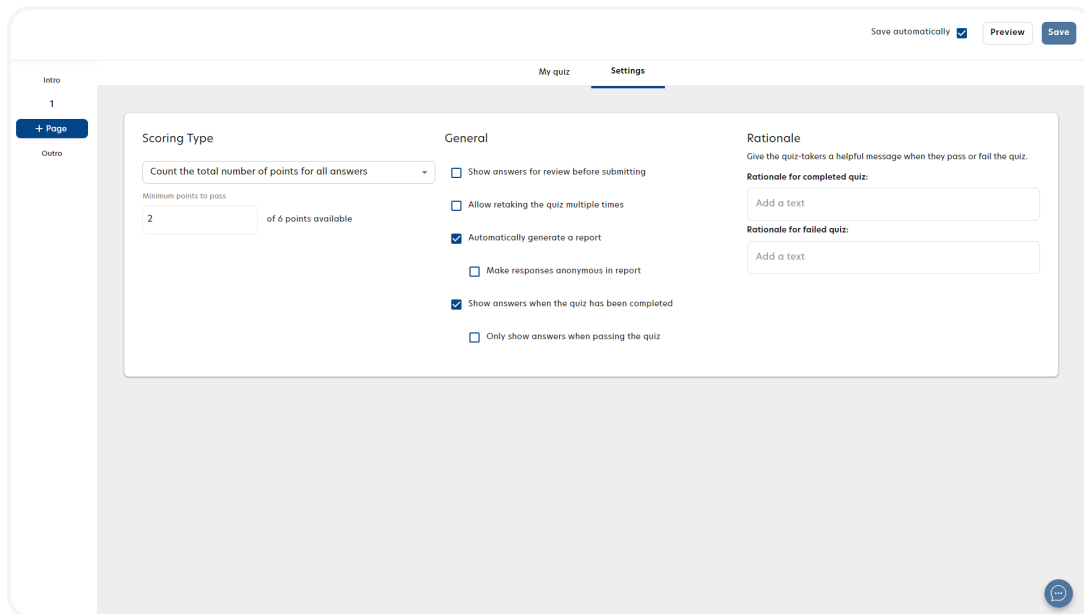 Save automatically
Preview
Save
Intro
1
+ Page
Outro
My quiz
Settings
Scoring Type
Count the total number of points for all answers
Minimum points to pass
2
of 6 points available
General
Show answers for review before submitting
Allow retaking the quiz multiple times
Automatically generate a report
Make responses anonymous in report
Show answers when the quiz has been completed
Only show answers when passing the quiz
Rationale
Give the quiz-takers a helpful message when they pass or fail the quiz.
Rationale for completed quiz:
Add a text
Rationale for failed quiz:
Add a text